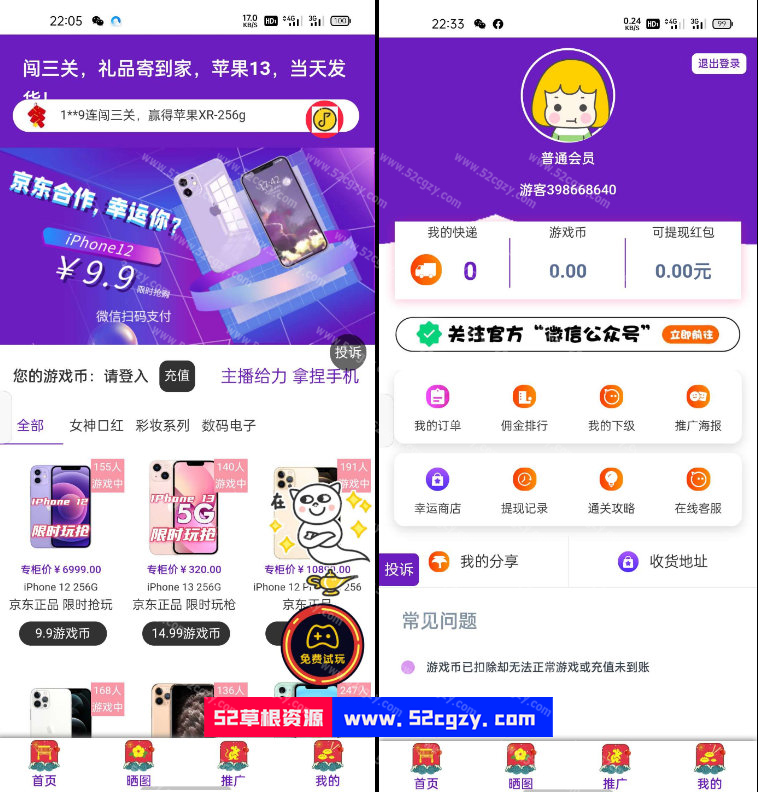 22:05
17.0 KB/S HD 4G 3G 100
闯三关，礼品寄到家，苹果13，当天发
货!
1**9连闯三关，赢得苹果XR-256g
京东合作，幸运你？
iPhone12
￥9.9
限时抢购
微信扫码支付
投诉
您的游戏币：请登入
充值
主播给力 拿捏手机
全部 女神口红 彩妆系列 数码电子
155人
游戏中
140人
游戏中
191人
游戏中
iPhone 12
限时玩抢
iPhone 13
5G
限时玩抢
在
专柜价￥6999.00
专柜价￥320.00
iPhone 12 256G
iPhone 13 256G
京东正品 限时抢玩
京东正品 限时玩枪
9.9游戏币
14.99游戏币
免费试玩
168人
游戏中
136人
247人
首页 晒图 推广 我的
22:33
0.24 KB/S HD 4G 3G 99
退出登录
普通会员
游客398668640
我的快递 游戏币 可提现红包
0 0.00 0.00元
关注官方“微信公众号”
立即前往
我的订单 佣金排行 我的下级 推广海报
幸运商店 提现记录 通关攻略 在线客服
投诉
我的分享 收货地址
常见问题
游戏币已扣除却无法正常游戏或充值未到账
首页 晒图 推广 我的
52草根资源 www.52cgzy.com